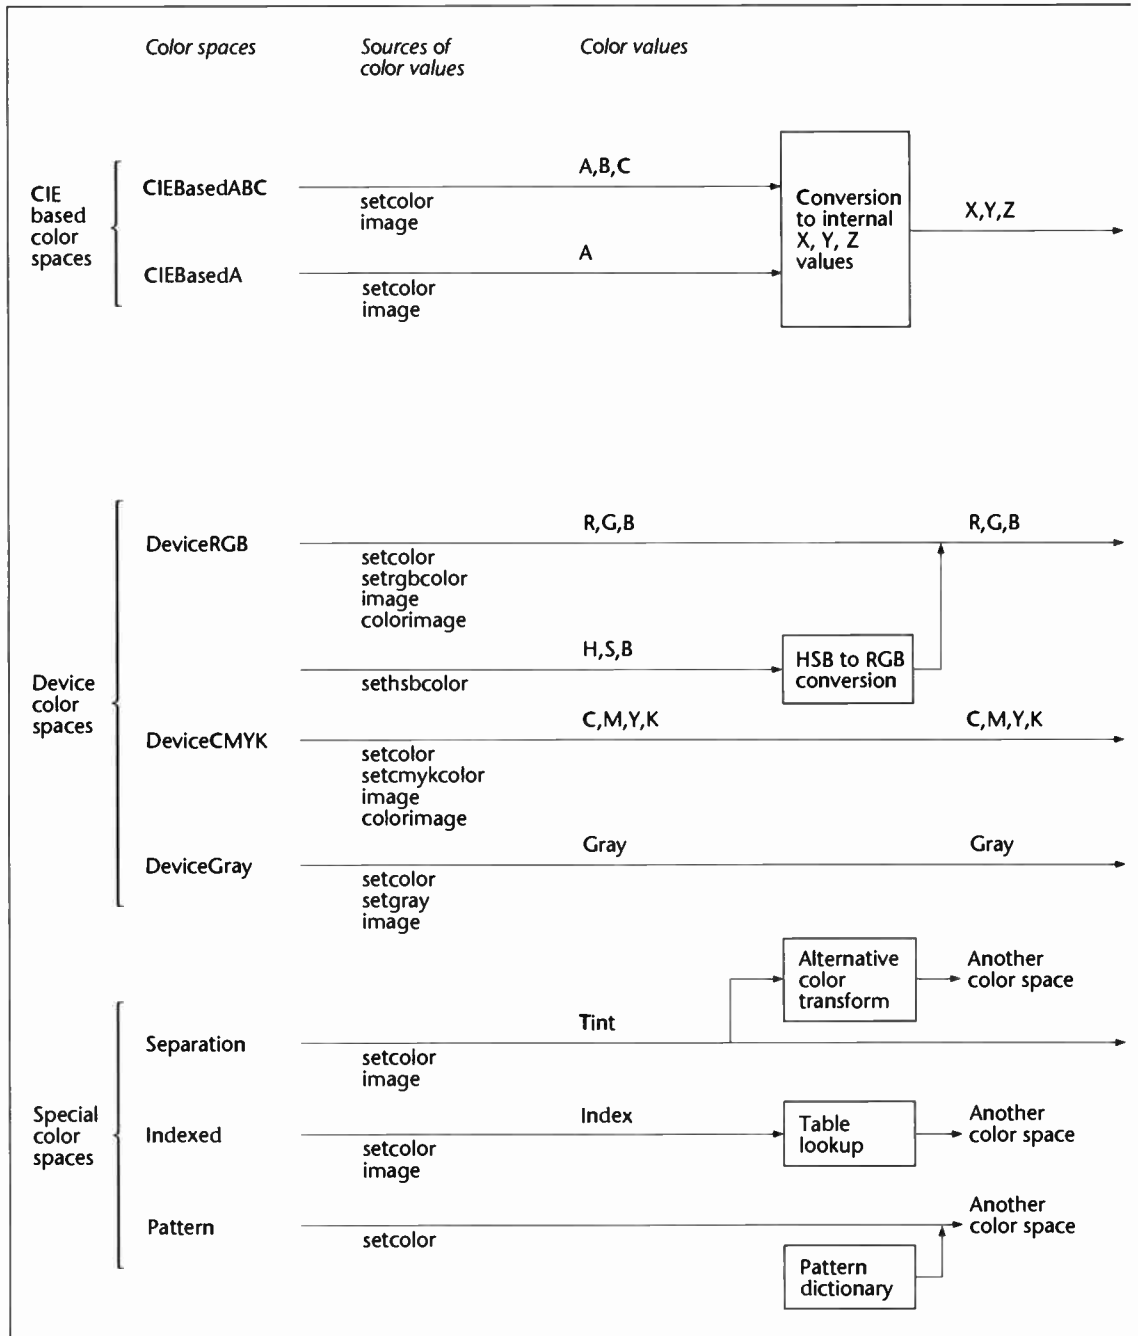 Color spaces
Sources of
color values
Color values
CIE
based
color
spaces
CIEBasedABC
setcolor
image
A,B,C
Conversion
to internal
X, Y, Z
values
X,Y,Z
CIEBasedA
setcolor
image
A
Device
color
spaces
DeviceRGB
setcolor
setrgbcolor
image
colorimage
R,G,B
R,G,B
sethsbcolor
H,S,B
HSB to RGB
conversion
DeviceCMYK
setcolor
setcmykcolor
image
colorimage
C,M,Y,K
C,M,Y,K
DeviceGray
setcolor
setgray
image
Gray
Gray
Special
color
spaces
Separation
setcolor
image
Tint
Alternative
color
transform
Another
color space
Indexed
setcolor
image
Index
Table
lookup
Another
color space
Pattern
setcolor
Pattern
dictionary
Another
color space